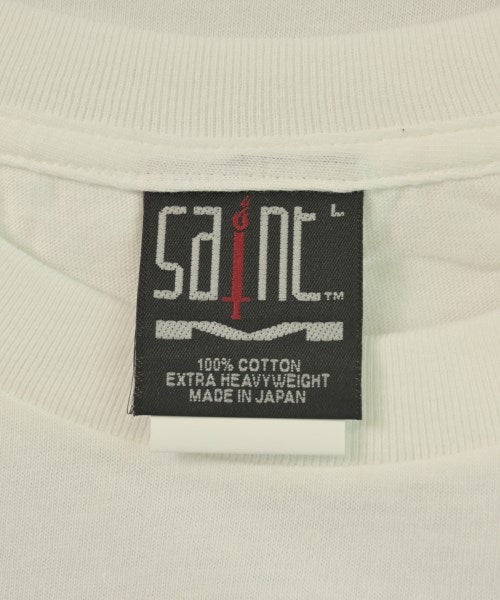 saint L
™
100% COTTON
EXTRA HEAVYWEIGHT
MADE IN JAPAN